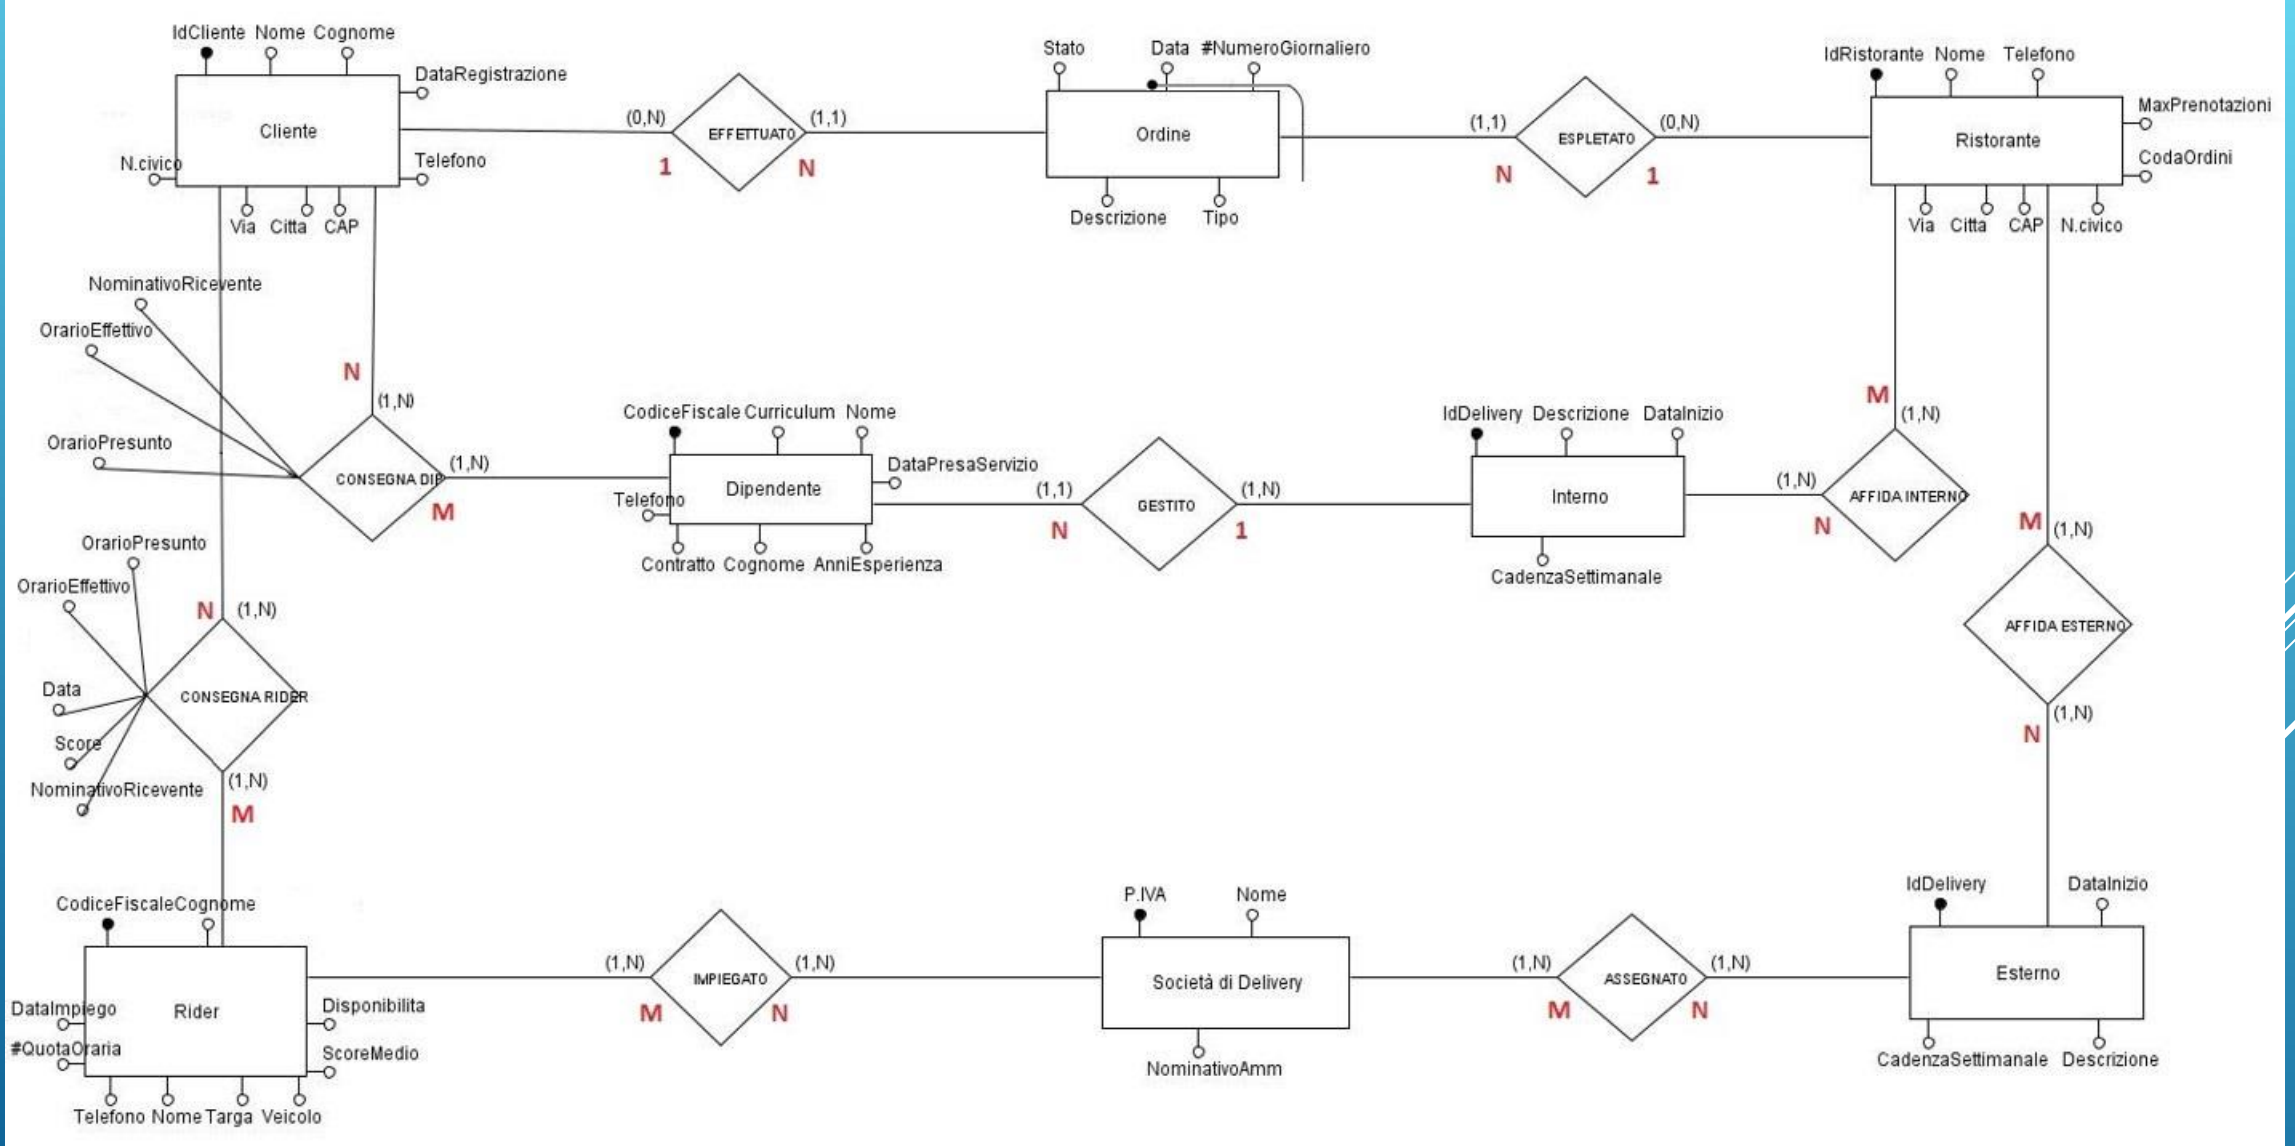 IdCliente Nome Cognome
DataRegistrazione
Cliente
N.civico
Telefono
Via Citta CAP
(0,N) EFFETTUATO (1,1)
1 N
Stato Data #NumeroGiornaliero
Ordine
Descrizione Tipo
(1,1) ESPLETATO (0,N)
N 1
IdRistorante Nome Telefono
MaxPrenotazioni
Ristorante
CodaOrdini
Via Citta CAP N.civico
NominativoRicevente
OrarioEffettivo
OrarioPresunto
N
(1,N)
CONSEGNA DIP
(1,N)
M
CodiceFiscale Curriculum Nome
DataPresaServizio
Dipendente
Telefono
Contratto Cognome AnniEsperienza
(1,1) GESTITO (1,N)
N 1
IdDelivery Descrizione DataInizio
Interno
CadenzaSettimanale
M
(1,N)
(1,N) AFFIDA INTERNO
N
M
(1,N)
AFFIDA ESTERNO
(1,N)
N
OrarioPresunto
OrarioEffettivo
N (1,N)
Data
CONSEGNA RIDER
Score
NominativoRicevente
(1,N)
M
CodiceFiscale Cognome
DataImpiego
Rider
Disponibilita
#QuotaOraria
ScoreMedio
Telefono Nome Targa Veicolo
(1,N) IMPIEGATO (1,N)
M N
P.IVA Nome
Società di Delivery
NominativoAmm
(1,N) ASSEGNATO (1,N)
M N
IdDelivery DataInizio
Esterno
CadenzaSettimanale Descrizione